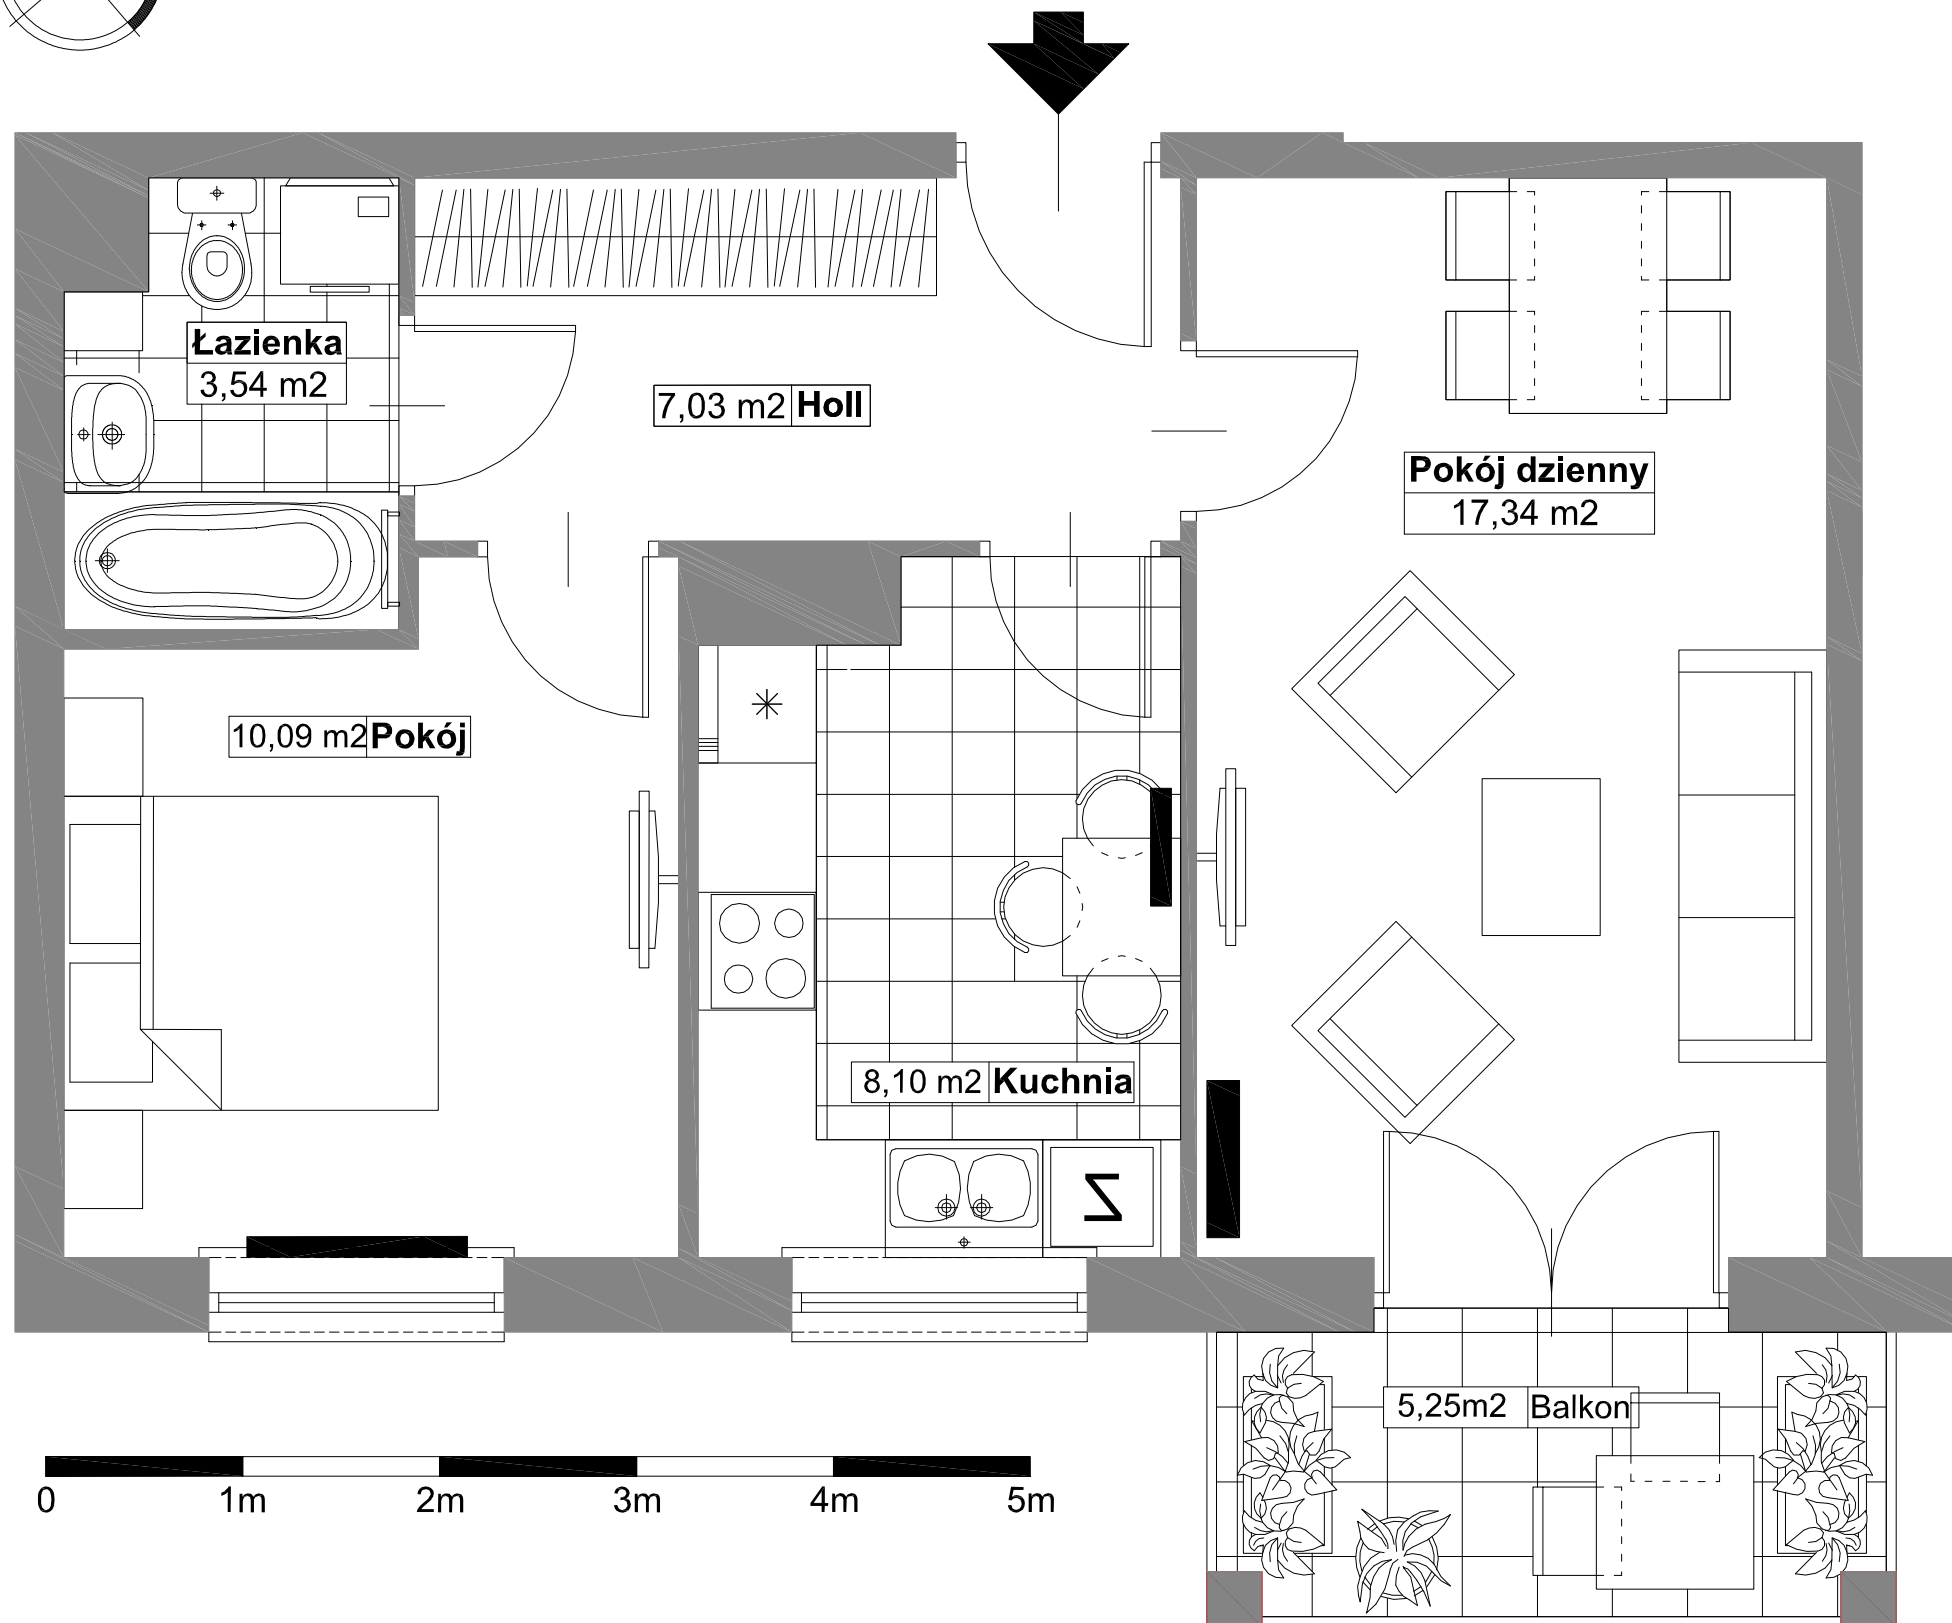 Łazienka
3,54 m2
7,03 m2 Holl
Pokój dzienny
17,34 m2
10,09 m2 Pokój
8,10 m2 Kuchnia
Z
5,25m2 Balkon
0 1m 2m 3m 4m 5m